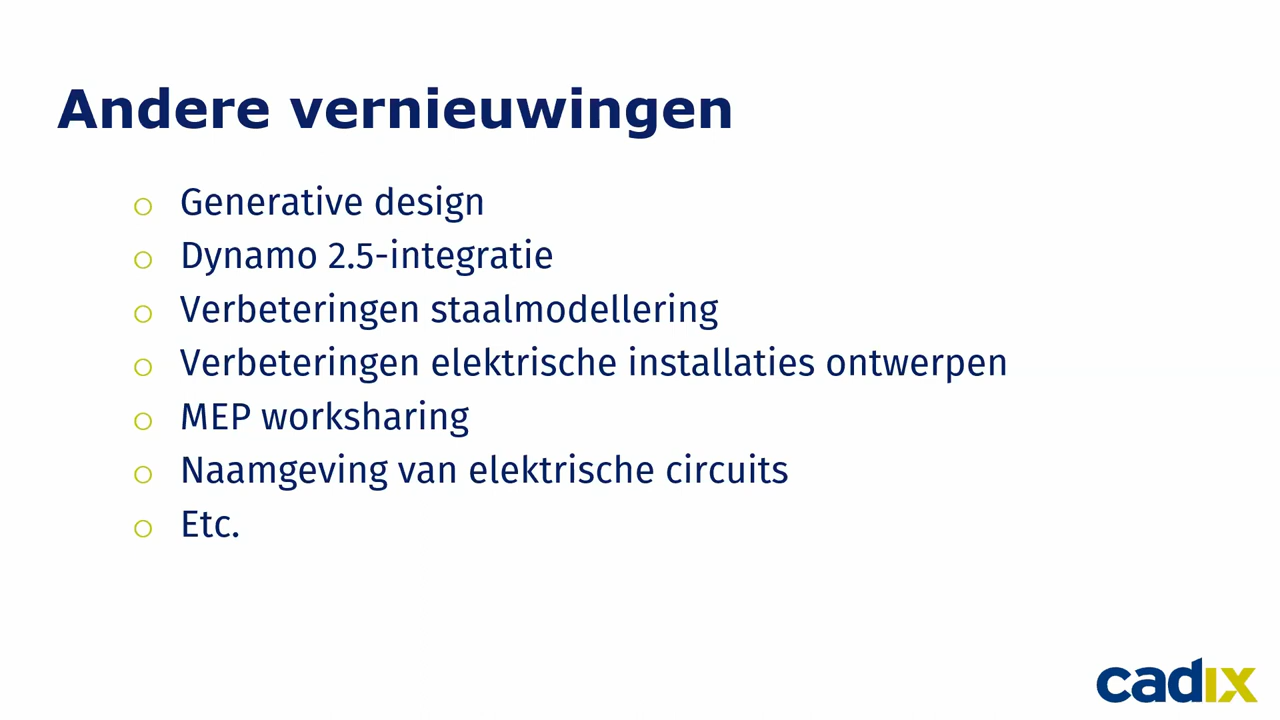 Andere vernieuwingen
Generative design
Dynamo 2.5-integratie
Verbeteringen staalmodellering
Verbeteringen elektrische installaties ontwerpen
MEP worksharing
Naamgeving van elektrische circuits
Etc.
cadix